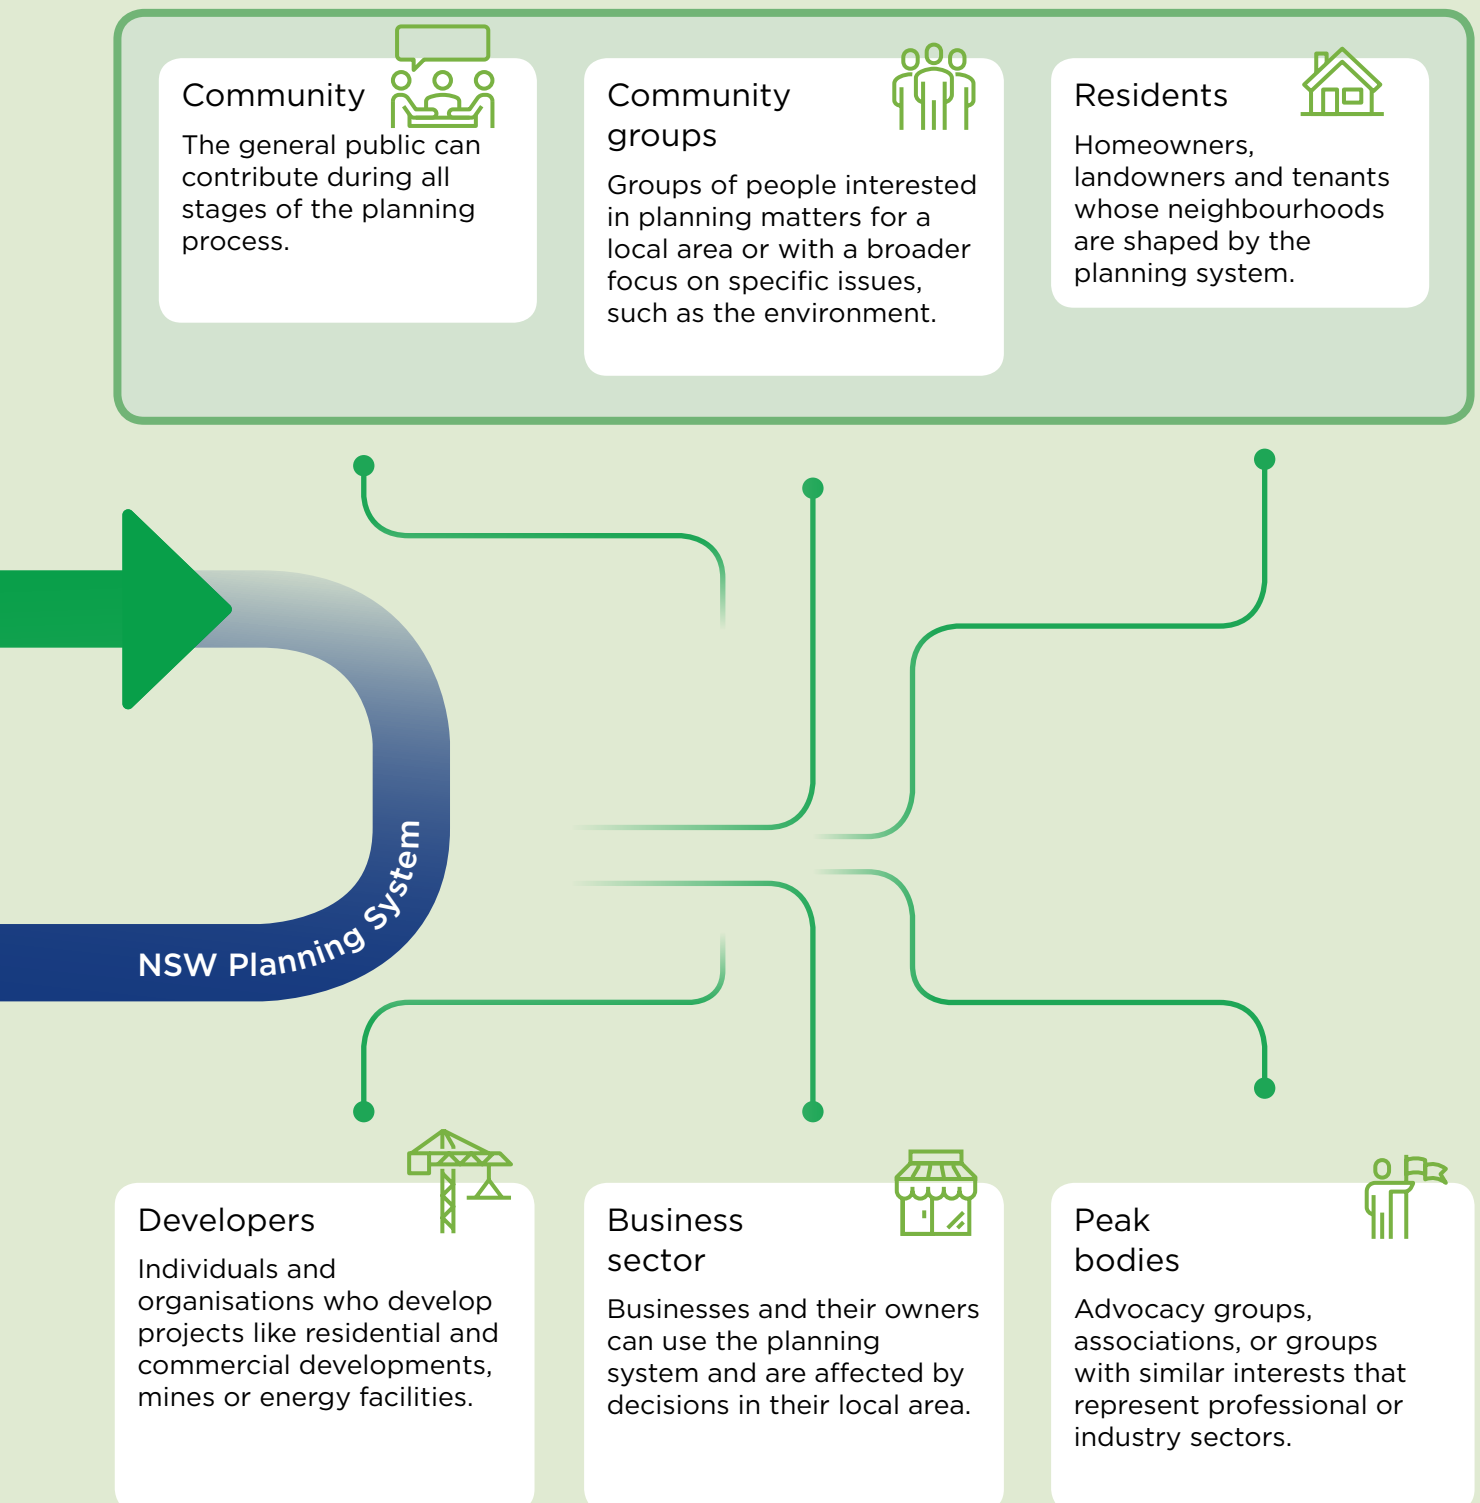 Community
The general public can
contribute during all
stages of the planning
process.
Community
groups
Groups of people interested
in planning matters for a
local area or with a broader
focus on specific issues,
such as the environment.
Residents
Homeowners,
landowners and tenants
whose neighbourhoods
are shaped by the
planning system.
NSW Planning System
Developers
Individuals and
organisations who develop
projects like residential and
commercial developments,
mines or energy facilities.
Business
sector
Businesses and their owners
can use the planning
system and are affected by
decisions in their local area.
Peak
bodies
Advocacy groups,
associations, or groups
with similar interests that
represent professional or
industry sectors.